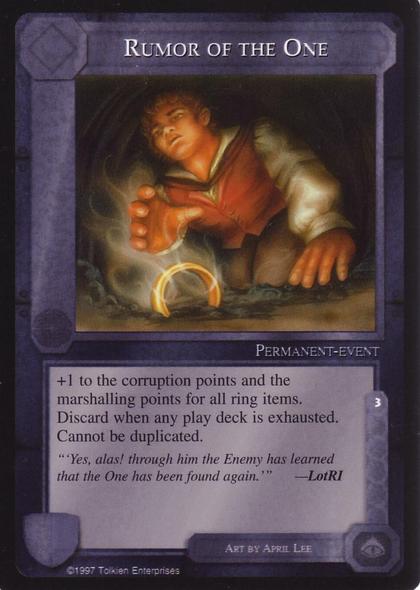 RUMOR OF THE ONE
PERMANENT-EVENT
+1 to the corruption points and the
marshalling points for all ring items.
Discard when any play deck is exhausted.
Cannot be duplicated.
3
“‘Yes, alas! through him the Enemy has learned
that the One has been found again.’” —LotRI
ART BY APRIL LEE
©1997 Tolkien Enterprises